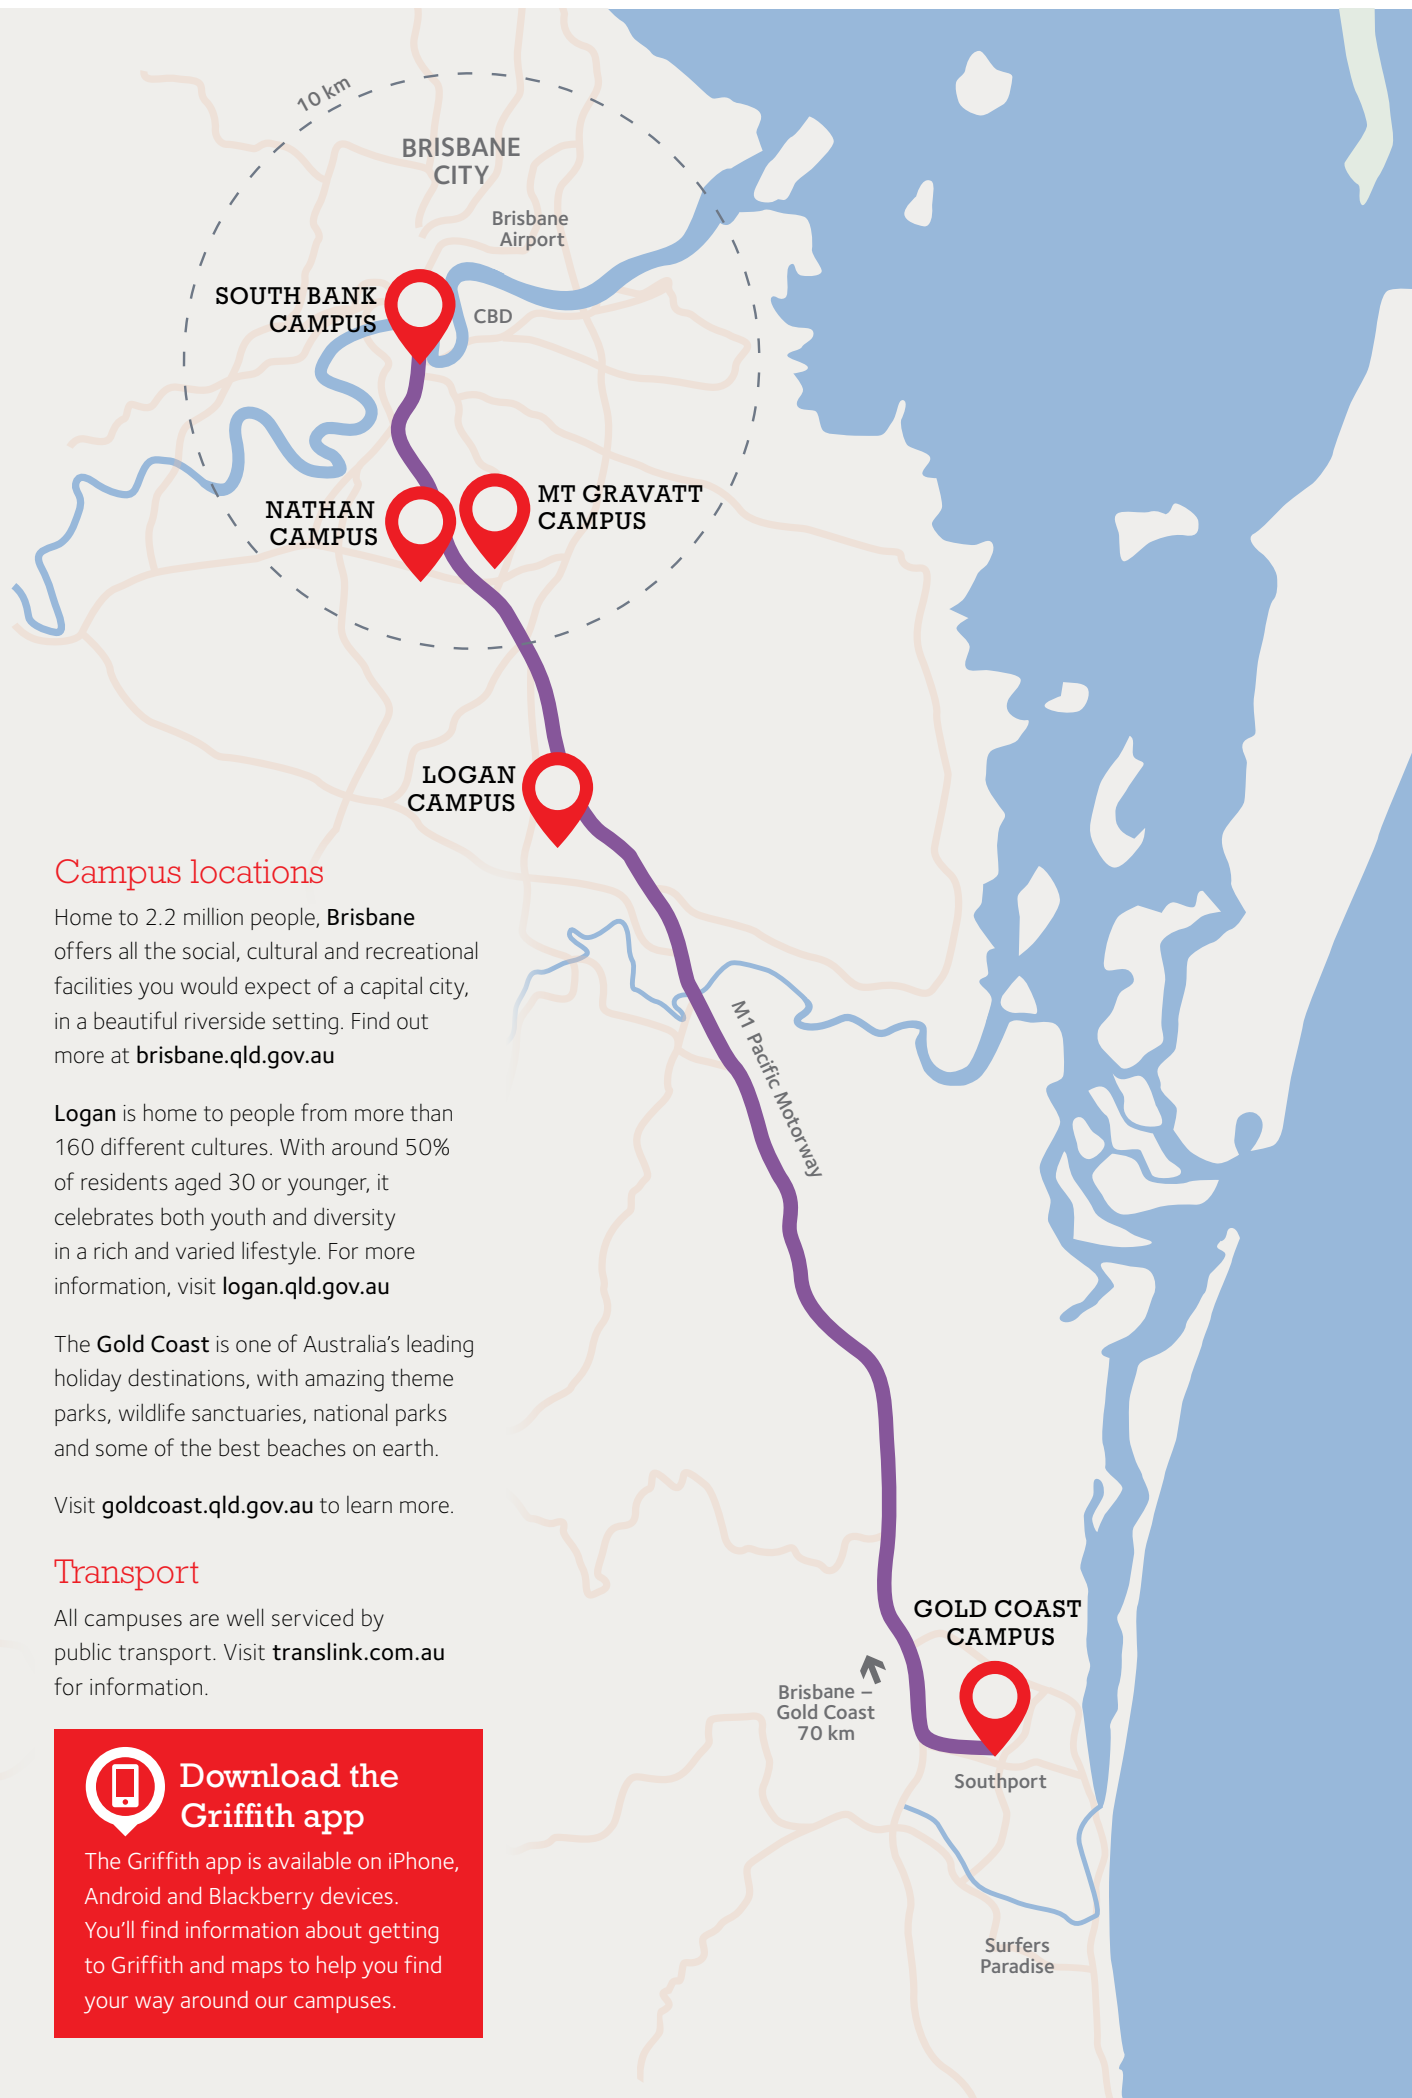 10 km
BRISBANE
CITY
Brisbane
Airport
SOUTH BANK
CAMPUS
CBD
NATHAN
CAMPUS
MT GRAVATT
CAMPUS
LOGAN
CAMPUS
M1 Pacific Motorway
Campus locations
Home to 2.2 million people, Brisbane
offers all the social, cultural and recreational
facilities you would expect of a capital city,
in a beautiful riverside setting. Find out
more at brisbane.qld.gov.au
Logan is home to people from more than
160 different cultures. With around 50%
of residents aged 30 or younger, it
celebrates both youth and diversity
in a rich and varied lifestyle. For more
information, visit logan.qld.gov.au
The Gold Coast is one of Australia's leading
holiday destinations, with amazing theme
parks, wildlife sanctuaries, national parks
and some of the best beaches on earth.
Visit goldcoast.qld.gov.au to learn more.
Transport
All campuses are well serviced by
public transport. Visit translink.com.au
for information.
GOLD COAST
CAMPUS
Brisbane –
Gold Coast
70 km
Southport
Surfers
Paradise
Download the
Griffith app
The Griffith app is available on iPhone,
Android and Blackberry devices.
You'll find information about getting
to Griffith and maps to help you find
your way around our campuses.